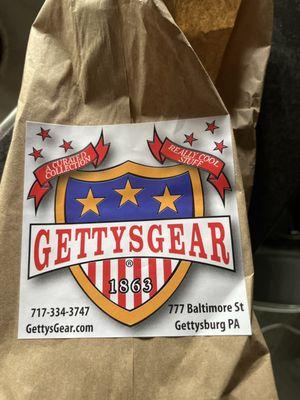 A CURATED
COLLECTION
REALLY COOL
STUFF
GETTYSGEAR
®
1863
717-334-3747
GettysGear.com
777 Baltimore St
Gettysburg PA